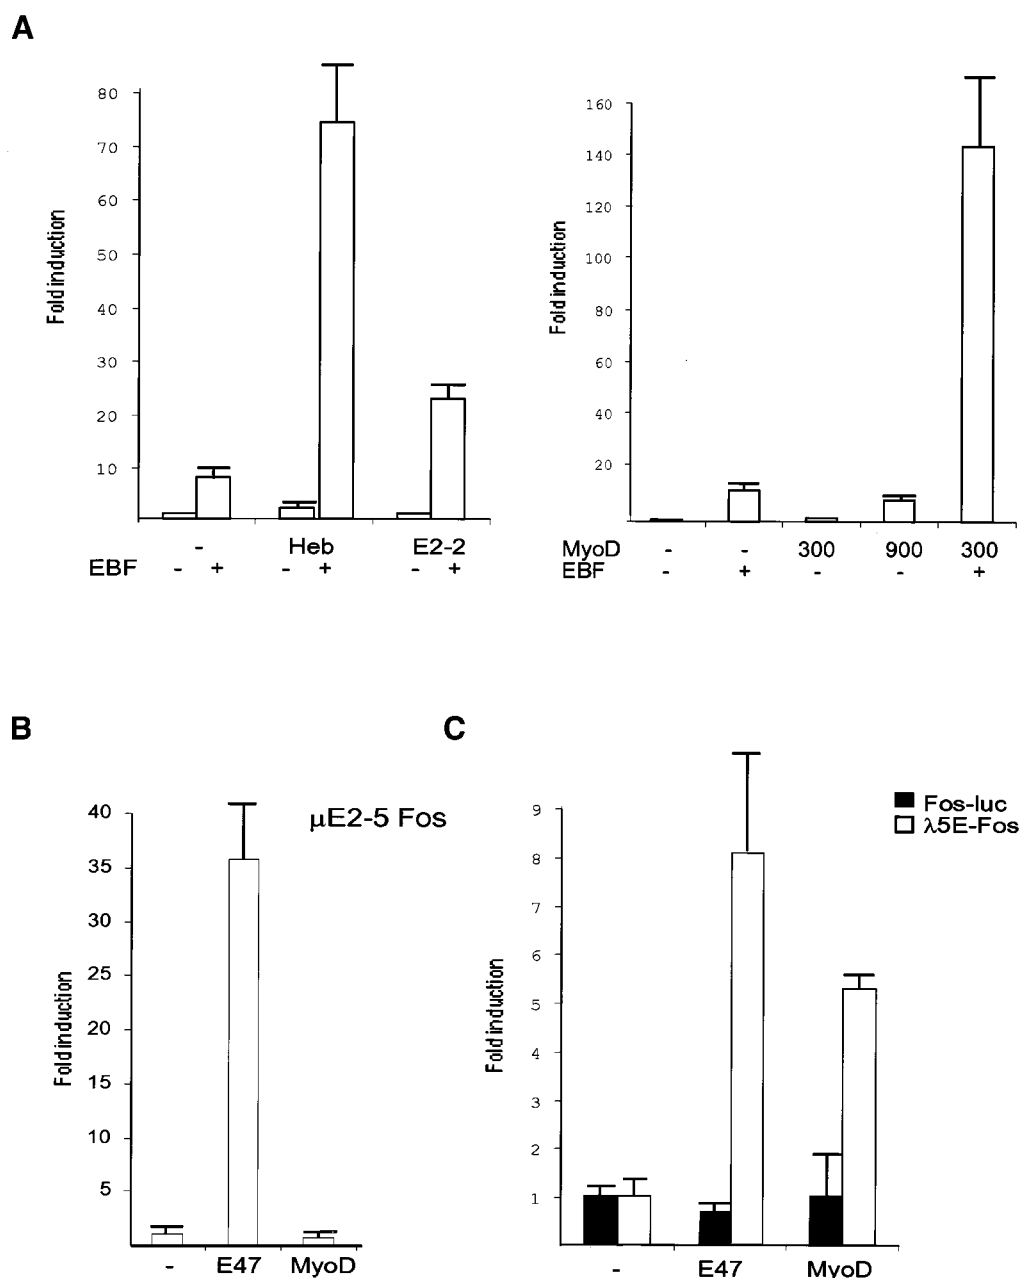 A
Fold induction
80
70
60
50
40
30
20
10
- Heb E2-2
EBF - + - + - +
Fold induction
160
140
120
100
80
60
40
20
MyoD - - 300 900 300
EBF - + - - +
B
μE2-5 Fos
Fold induction
40
35
30
25
20
15
10
5
- E47 MyoD
C
Fos-luc
λ5E-Fos
Fold induction
9
8
7
6
5
4
3
2
1
- E47 MyoD